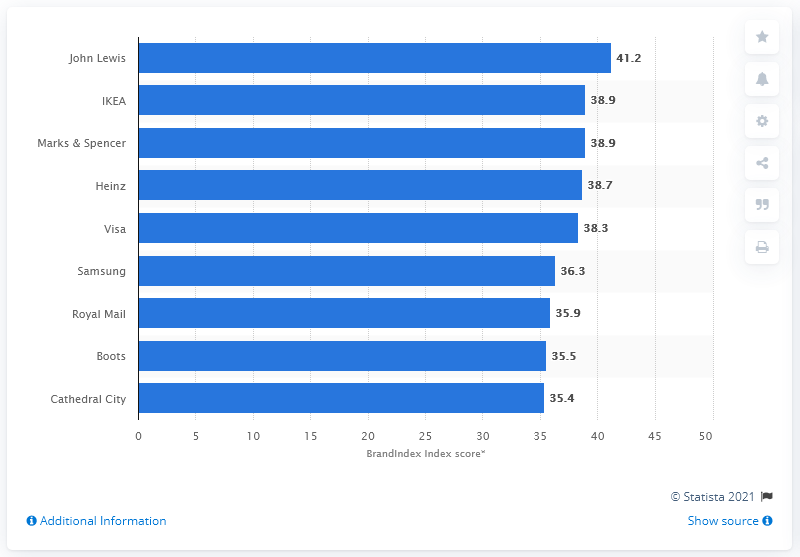 John Lewis 41.2
IKEA 38.9
Marks & Spencer 38.9
Heinz 38.7
Visa 38.3
Samsung 36.3
Royal Mail 35.9
Boots 35.5
Cathedral City 35.4
0 5 10 15 20 25 30 35 40 45 50
BrandIndex Index score*
© Statista 2021
Additional Information Show source